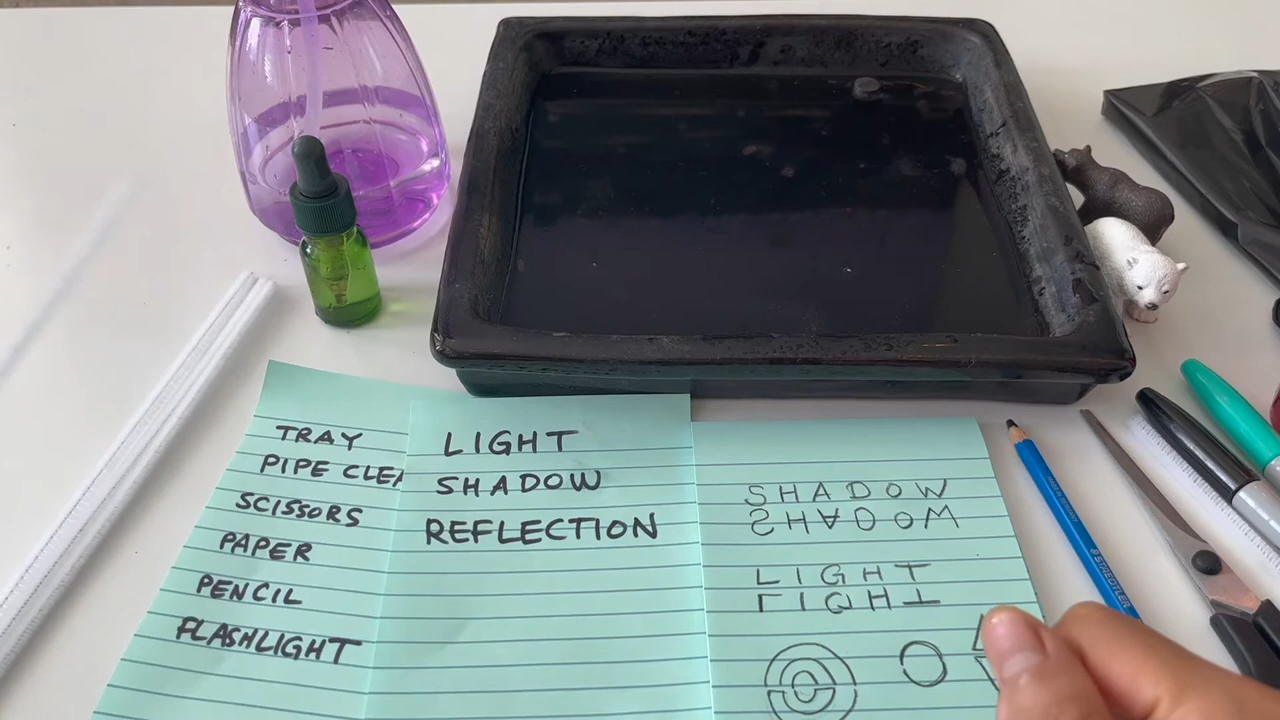 TRAY
PIPE CLEA
SCISSORS
PAPER
PENCIL
FLASHLIGHT
LIGHT
SHADOW
REFLECTION
SHADOW
SHADOW
LIGHT
LIGHT
STAEDTLER